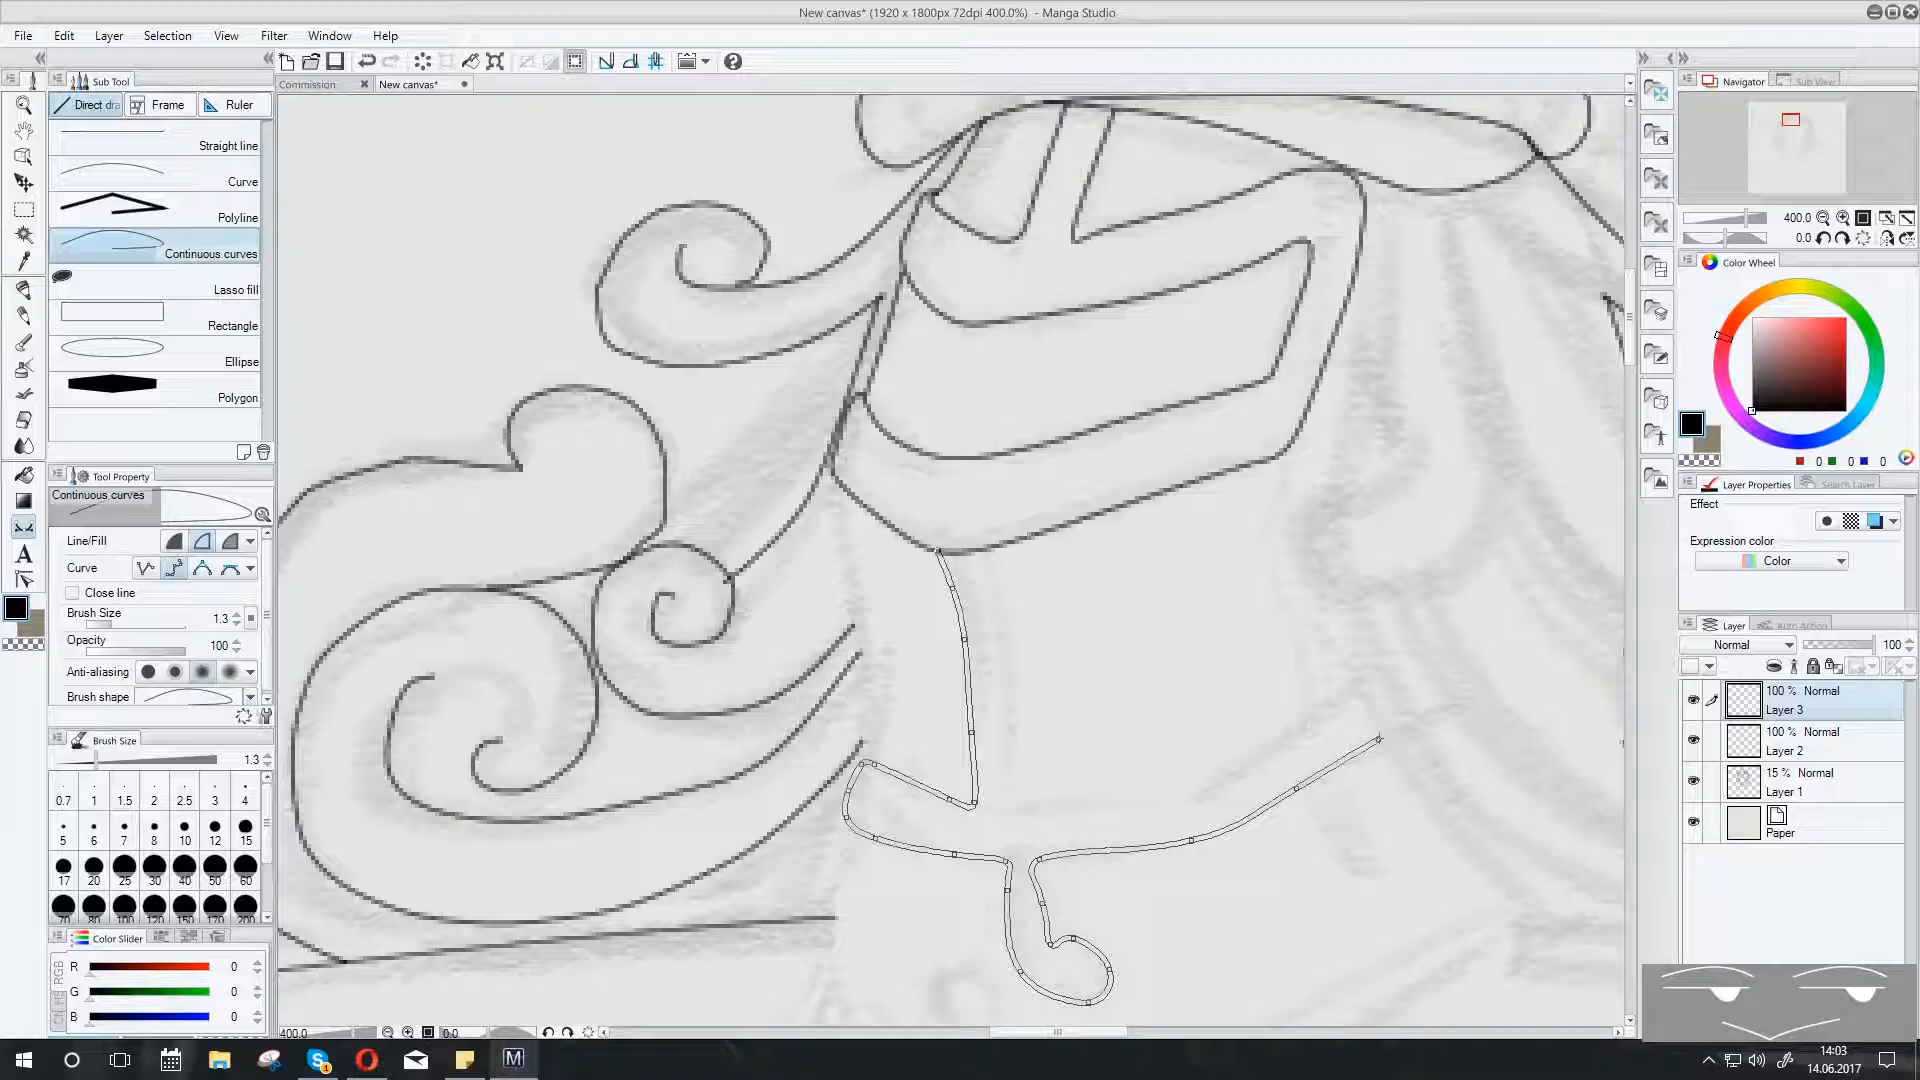 New canvas* (1920 x 1800px 72dpi 400.0%) - Manga Studio
File Edit Layer Selection View Filter Window Help
Sub Tool
Commission
New canvas*
Navigator
Sub View
Direct dra
Frame
Ruler
Straight line
Curve
Polyline
Continuous curves
Lasso fill
Rectangle
Ellipse
Polygon
Tool Property
Continuous curves
Line/Fill
Curve
Close line
Brush Size 1.3
Opacity 100
Anti-aliasing
Brush shape
Brush Size
1.3
0.7 1 1.5 2 2.5 3 4
5 6 7 8 10 12 15
17 20 25 30 40 50 60
70 80 100 120 150 170 200
Color Slider
RGB
R 0
G 0
B 0
400.0
0.0
400.0
0.0
Color Wheel
0 0 0
Layer Properties
Search Layer
Effect
Expression color
Color
Layer
Auto Action
Normal
100
100 % Normal
Layer 3
100 % Normal
Layer 2
15 % Normal
Layer 1
Paper
14:03
14.06.2017